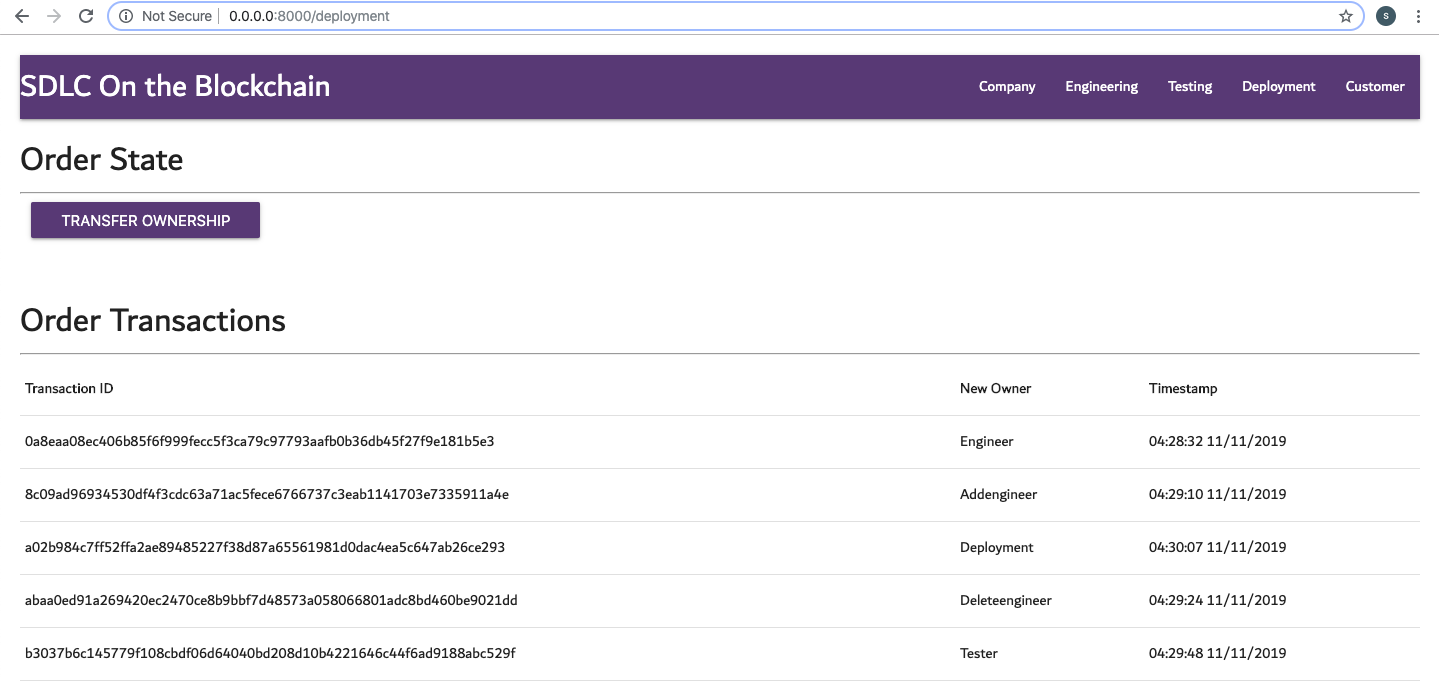 Not Secure 0.0.0.0:8000/deployment S
SDLC On the Blockchain Company Engineering Testing Deployment Customer
Order State
TRANSFER OWNERSHIP
Order Transactions
Transaction ID New Owner Timestamp
0a8eaa08ec406b85f6f999fecc5f3ca79c97793aafb0b36db45f27f9e181b5e3 Engineer 04:28:32 11/11/2019
8c09ad96934530df4f3cdc63a71ac5fece6766737c3eab1141703e7335911a4e Addengineer 04:29:10 11/11/2019
a02b984c7ff52ffa2ae89485227f38d87a65561981d0dac4ea5c647ab26ce293 Deployment 04:30:07 11/11/2019
abaa0ed91a269420ec2470ce8b9bbf7d48573a058066801adc8bd460be9021dd Deleteengineer 04:29:24 11/11/2019
b3037b6c145779f108cbdf06d64040bd208d10b4221646c44f6ad9188abc529f Tester 04:29:48 11/11/2019